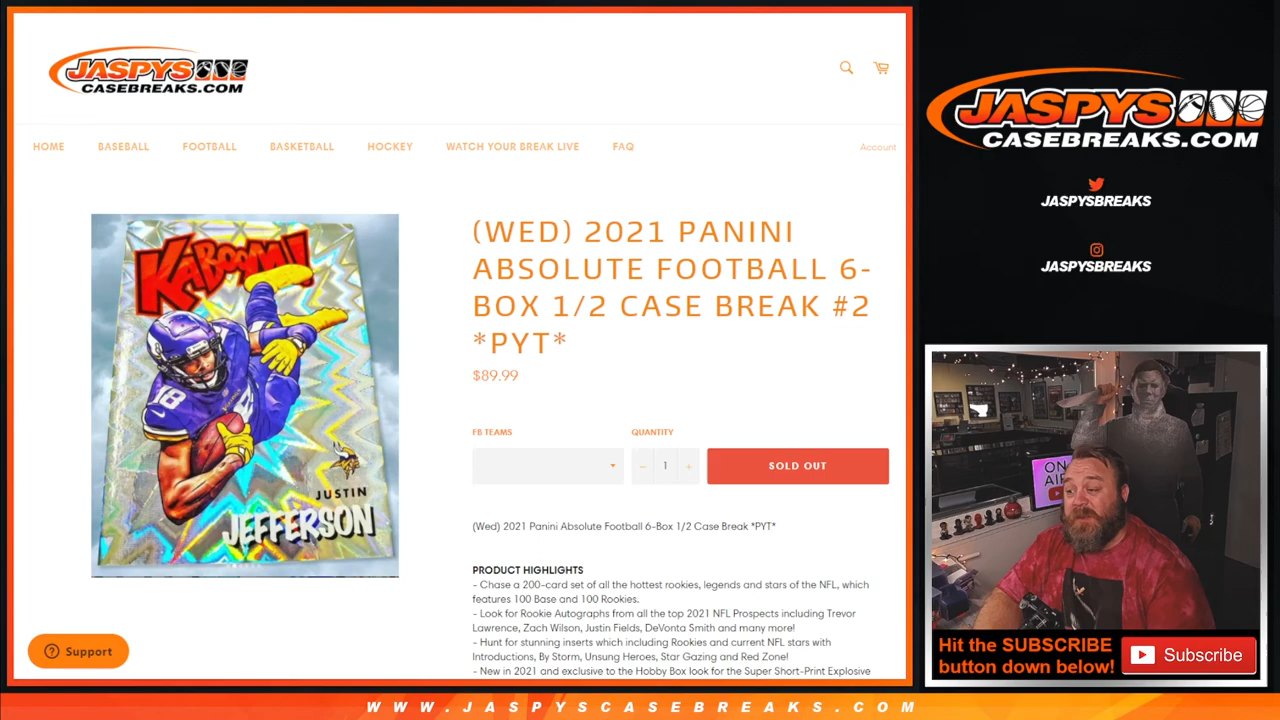 JASPYS
CASEBREAKS.COM
HOME BASEBALL FOOTBALL BASKETBALL HOCKEY WATCH YOUR BREAK LIVE FAQ Account
KABOOM!
18
JUSTIN
JEFFERSON
(WED) 2021 PANINI
ABSOLUTE FOOTBALL 6-
BOX 1/2 CASE BREAK #2
*PYT*
$89.99
FB TEAMS QUANTITY
− 1 + SOLD OUT
(Wed) 2021 Panini Absolute Football 6-Box 1/2 Case Break *PYT*
PRODUCT HIGHLIGHTS
- Chase a 200-card set of all the hottest rookies, legends and stars of the NFL, which
features 100 Base and 100 Rookies.
- Look for Rookie Autographs from all the top 2021 NFL Prospects including Trevor
Lawrence, Zach Wilson, Justin Fields, DeVonta Smith and many more!
- Hunt for stunning inserts which including Rookies and current NFL stars with
Introductions, By Storm, Unsung Heroes, Star Gazing and Red Zone!
- New in 2021 and exclusive to the Hobby Box look for the Super Short-Print Explosive
Support
JASPYS
CASEBREAKS.COM
JASPYSBREAKS
JASPYSBREAKS
ON
AIR
Hit the SUBSCRIBE
button down below!
Subscribe
WWW.JASPYSCASEBREAKS.COM